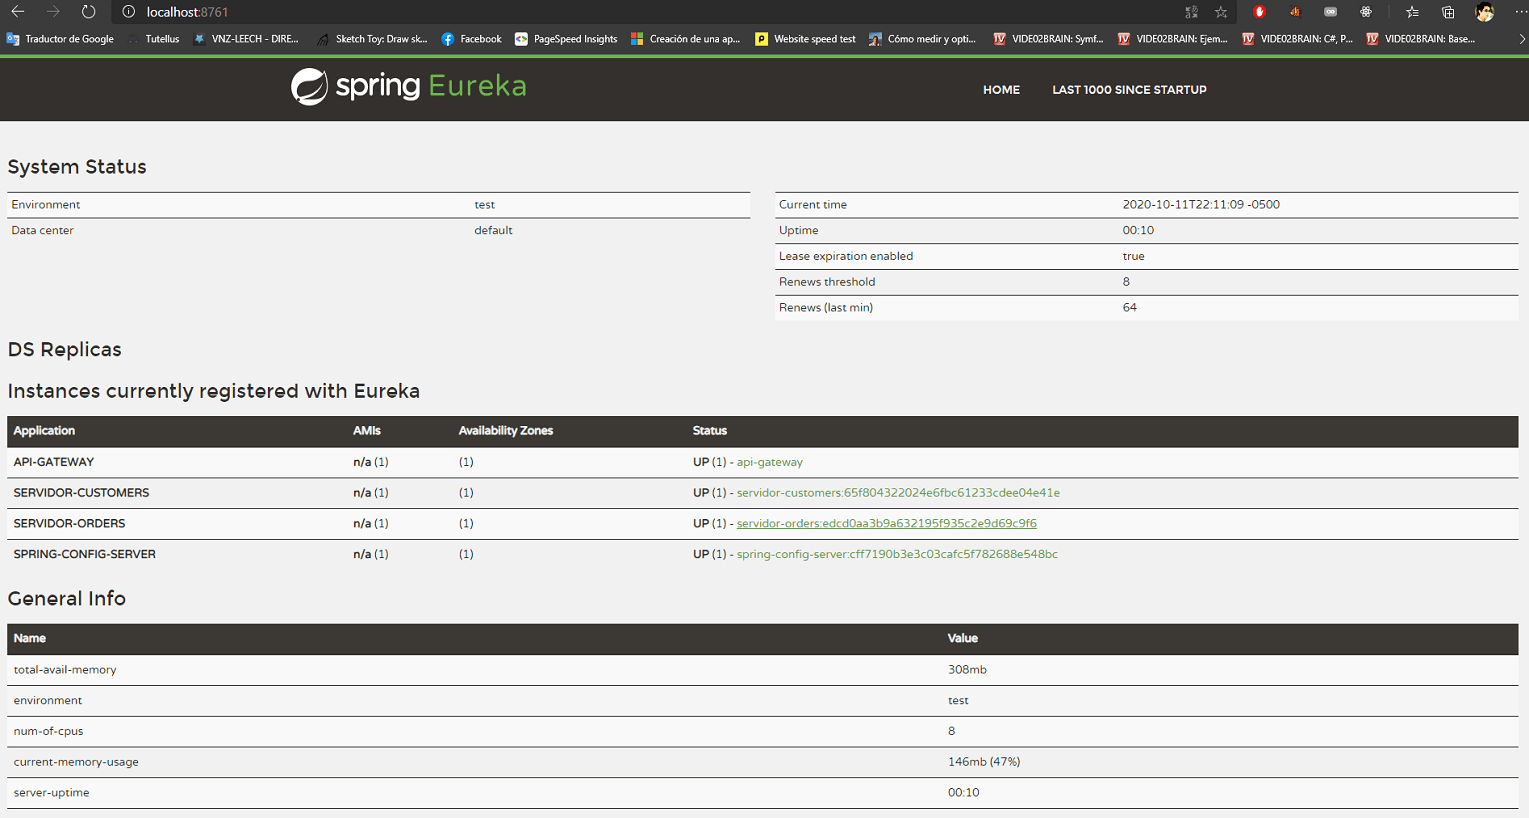 localhost:8761
Traductor de Google Tutellus VNZ-LEECH - DIRE... Sketch Toy: Draw sk... Facebook PageSpeed Insights Creación de una ap... Website speed test Cómo medir y opti... VIDEO2BRAIN: Symf... VIDEO2BRAIN: Ejem... VIDEO2BRAIN: C#, P... VIDEO2BRAIN: Base...
spring Eureka
HOME LAST 1000 SINCE STARTUP
System Status
Environment test
Data center default
Current time 2020-10-11T22:11:09 -0500
Uptime 00:10
Lease expiration enabled true
Renews threshold 8
Renews (last min) 64
DS Replicas
Instances currently registered with Eureka
Application AMIs Availability Zones Status
API-GATEWAY n/a (1) (1) UP (1) - api-gateway
SERVIDOR-CUSTOMERS n/a (1) (1) UP (1) - servidor-customers:65f804322024e6fbc61233cdee04e41e
SERVIDOR-ORDERS n/a (1) (1) UP (1) - servidor-orders:edcd0aa3b9a632195f935c2e9d69c9f6
SPRING-CONFIG-SERVER n/a (1) (1) UP (1) - spring-config-server:cff7190b3e3c03cafc5f782688e548bc
General Info
Name Value
total-avail-memory 308mb
environment test
num-of-cpus 8
current-memory-usage 146mb (47%)
server-uptime 00:10